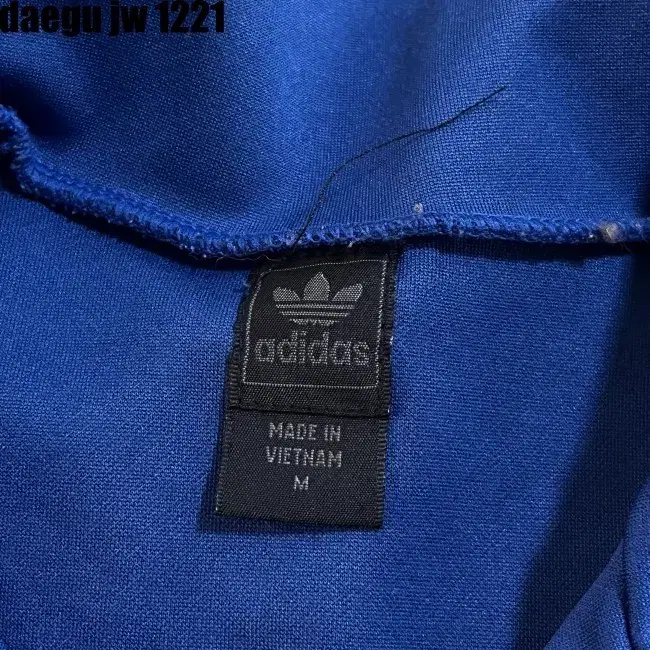 daegu jw 1221
adidas
MADE IN
VIETNAM
M